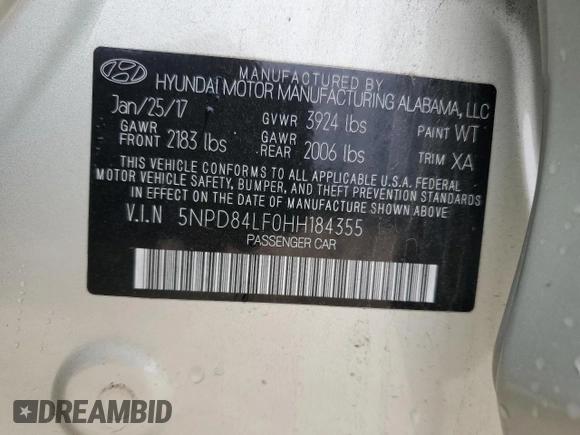 MANUFACTURED BY
HYUNDAI MOTOR MANUFACTURING ALABAMA, LLC
Jan/25/17 GVWR 3924 lbs PAINT WT
GAWR FRONT 2183 lbs GAWR REAR 2006 lbs TRIM XA
THIS VEHICLE CONFORMS TO ALL APPLICABLE U.S.A. FEDERAL
MOTOR VEHICLE SAFETY, BUMPER, AND THEFT PREVENTION STANDARDS
IN EFFECT ON THE DATE OF MANUFACTURE SHOWN ABOVE
V.I.N 5NPD84LF0HH184355
PASSENGER CAR
DREAMBID